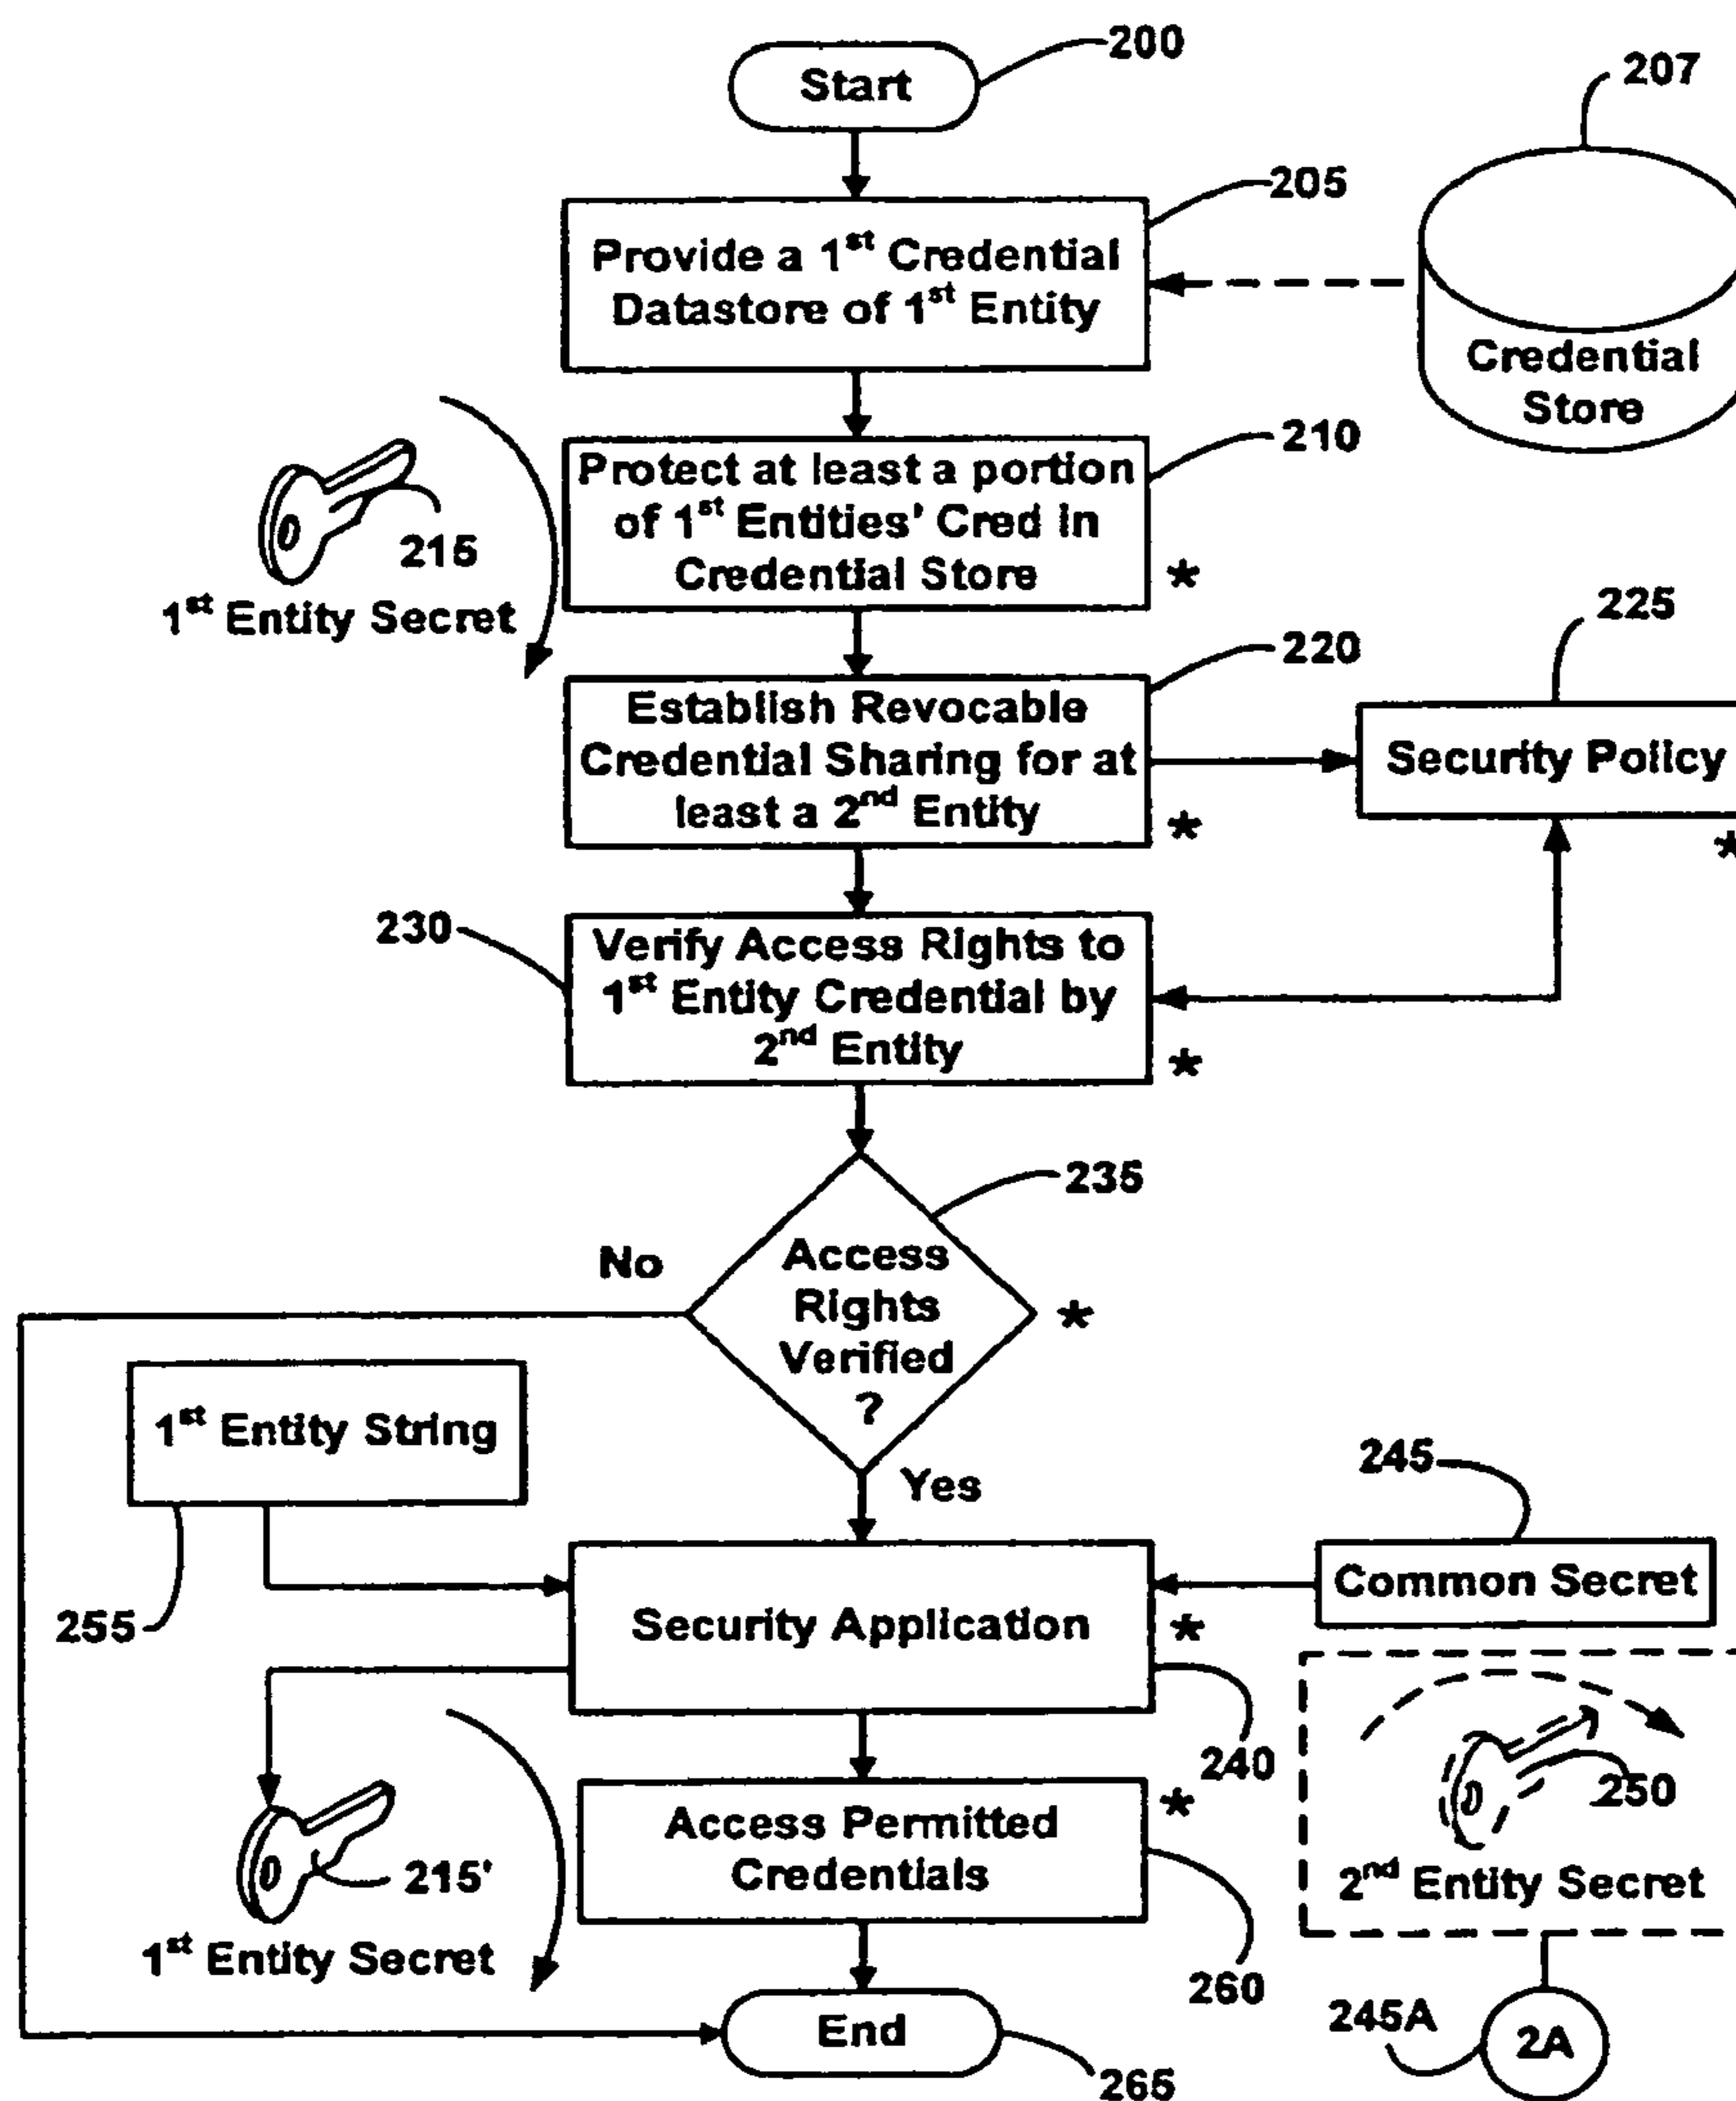 200
Start
207
205
Provide a 1st Credential
Datastore of 1st Entity
Credential
Store
210
Protect at least a portion
of 1st Entities' Cred in
Credential Store
*
215
1st Entity Secret
220
225
Establish Revocable
Credential Sharing for at
least a 2nd Entity
*
Security Policy
*
230
Verify Access Rights to
1st Entity Credential by
2nd Entity
*
235
No
Access
Rights
Verified
?
*
Yes
1st Entity String
255
245
Common Secret
Security Application
*
240
250
2nd Entity Secret
215'
1st Entity Secret
Access Permitted
Credentials
*
260
245A
2A
End
265